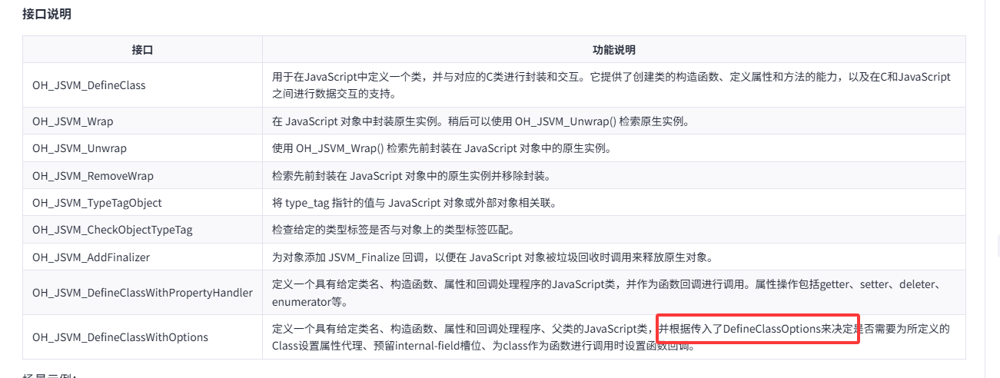 接口说明
接口 功能说明
OH_JSVM_DefineClass 用于在JavaScript中定义一个类，并与对应的C类进行封装和交互。它提供了创建类的构造函数、定义属性和方法的能力，以及在C和JavaScript
之间进行数据交互的支持。
OH_JSVM_Wrap 在 JavaScript 对象中封装原生实例。稍后可以使用 OH_JSVM_Unwrap() 检索原生实例。
OH_JSVM_Unwrap 使用 OH_JSVM_Wrap() 检索先前封装在 JavaScript 对象中的原生实例。
OH_JSVM_RemoveWrap 检索先前封装在 JavaScript 对象中的原生实例并移除封装。
OH_JSVM_TypeTagObject 将 type_tag 指针的值与 JavaScript 对象或外部对象相关联。
OH_JSVM_CheckObjectTypeTag 检查给定的类型标签是否与对象上的类型标签匹配。
OH_JSVM_AddFinalizer 为对象添加 JSVM_Finalize 回调，以便在 JavaScript 对象被垃圾回收时调用来释放原生对象。
OH_JSVM_DefineClassWithPropertyHandler 定义一个具有给定类名、构造函数、属性和回调处理程序的JavaScript类，并作为函数回调进行调用。属性操作包括getter、setter、deleter、
enumerator等。
OH_JSVM_DefineClassWithOptions 定义一个具有给定类名、构造函数、属性和回调处理程序、父类的JavaScript类，并根据传入了DefineClassOptions来决定是否需要为所定义的
Class设置属性代理、预留internal-field槽位、为class作为函数进行调用时设置函数回调。